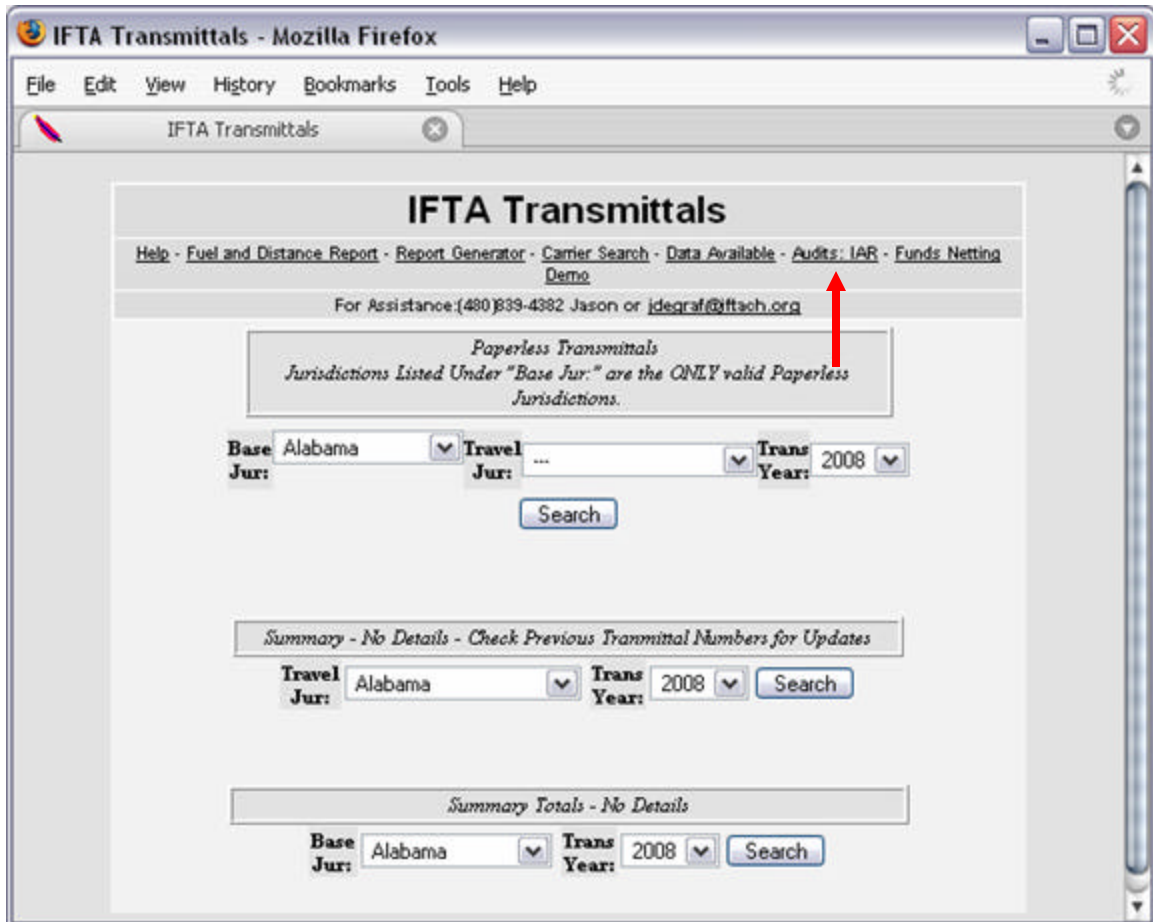 IFTA Transmittals - Mozilla Firefox
File Edit View History Bookmarks Tools Help
IFTA Transmittals
IFTA Transmittals
Help - Fuel and Distance Report - Report Generator - Carrier Search - Data Available - Audits: IAR - Funds Netting
Demo
For Assistance:(480)839-4382 Jason or jdegraf@iftach.org
Paperless Transmittals
Jurisdictions Listed Under "Base Jur:" are the ONLY valid Paperless
Jurisdictions.
Base Jur: Alabama Travel Jur: --- Trans Year: 2008
Search
Summary - No Details - Check Previous Tranmittal Numbers for Updates
Travel Jur: Alabama Trans Year: 2008 Search
Summary Totals - No Details
Base Jur: Alabama Trans Year: 2008 Search